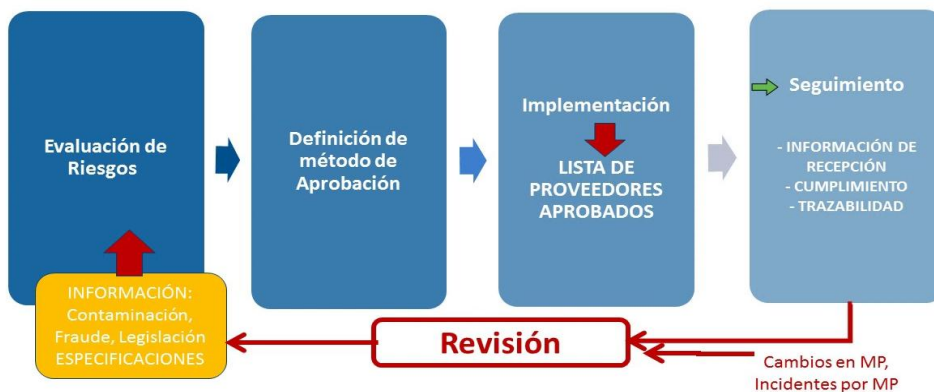 Evaluación de
Riesgos
Definición de
método de
Aprobación
Implementación
LISTA DE
PROVEEDORES
APROBADOS
Seguimiento
- INFORMACIÓN DE
RECEPCIÓN
- CUMPLIMIENTO
- TRAZABILIDAD
INFORMACIÓN:
Contaminación,
Fraude, Legislación
ESPECIFICACIONES
Revisión
Cambios en MP,
Incidentes por MP